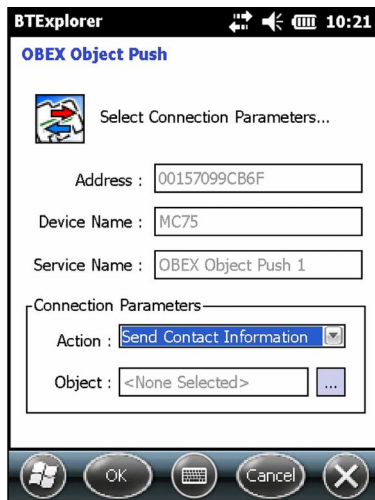 BTExplorer 10:21
OBEX Object Push
Select Connection Parameters...
Address : 00157099CB6F
Device Name : MC75
Service Name : OBEX Object Push 1
Connection Parameters
Action : Send Contact Information
Object : <None Selected> ...
OK Cancel